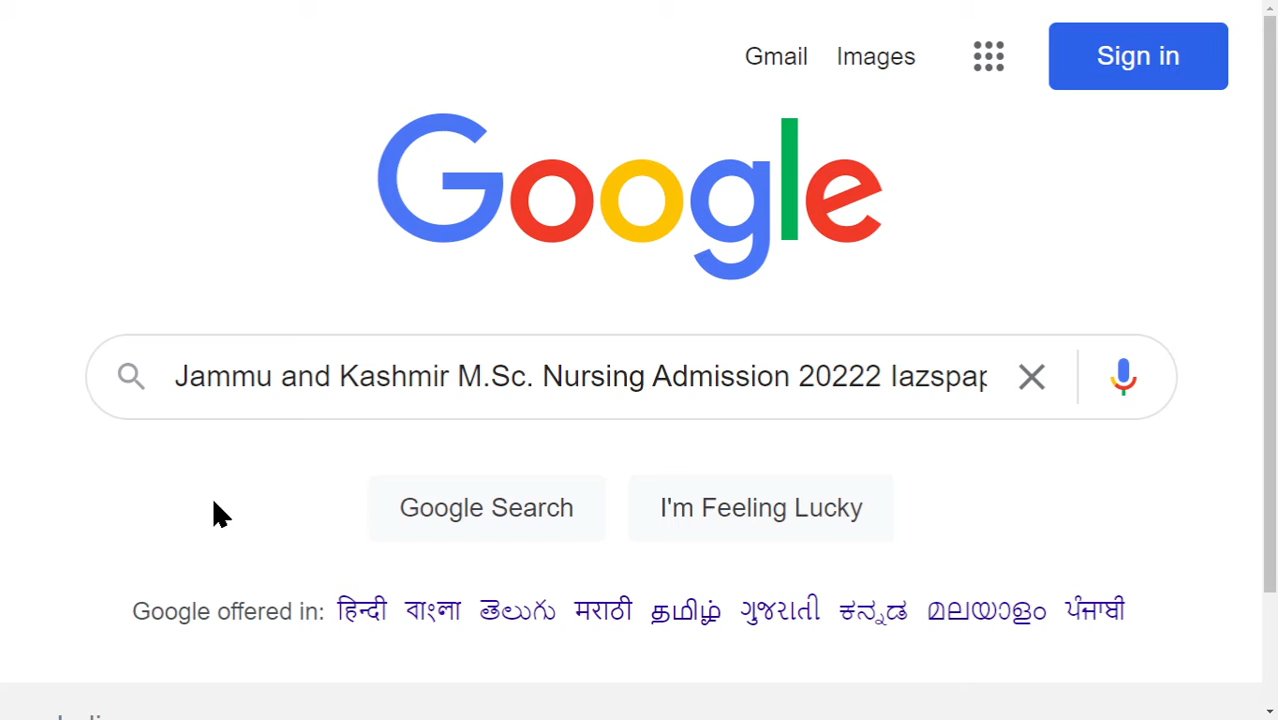 Gmail Images Sign in
Google
Jammu and Kashmir M.Sc. Nursing Admission 20222 lazspap
Google Search I'm Feeling Lucky
Google offered in: हिन्दी বাংলা తెలుగు मराठी தமிழ் ગુજરાતી ಕನ್ನಡ മലയാളം ਪੰਜਾਬੀ